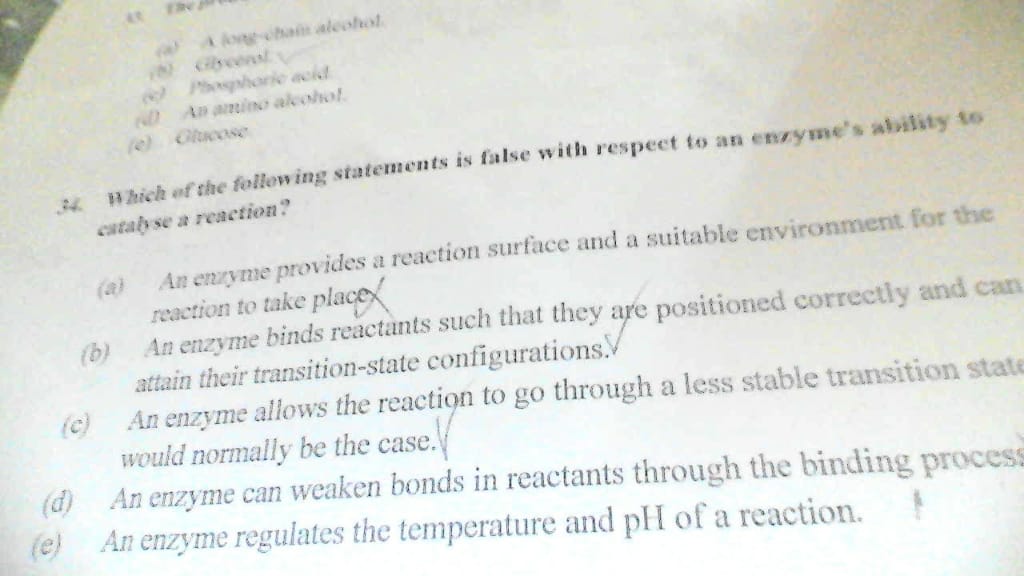 The
(a) A long-chain alcohol.
(b) Glycerol.
(c) Phosphoric acid.
(d) An amino alcohol.
(e) Glucose.
34. Which of the following statements is false with respect to an enzyme's ability to
catalyse a reaction?
(a) An enzyme provides a reaction surface and a suitable environment for the
reaction to take place.
(b) An enzyme binds reactants such that they are positioned correctly and can
attain their transition-state configurations.
(c) An enzyme allows the reaction to go through a less stable transition state
would normally be the case.
(d) An enzyme can weaken bonds in reactants through the binding process
(e) An enzyme regulates the temperature and pH of a reaction.